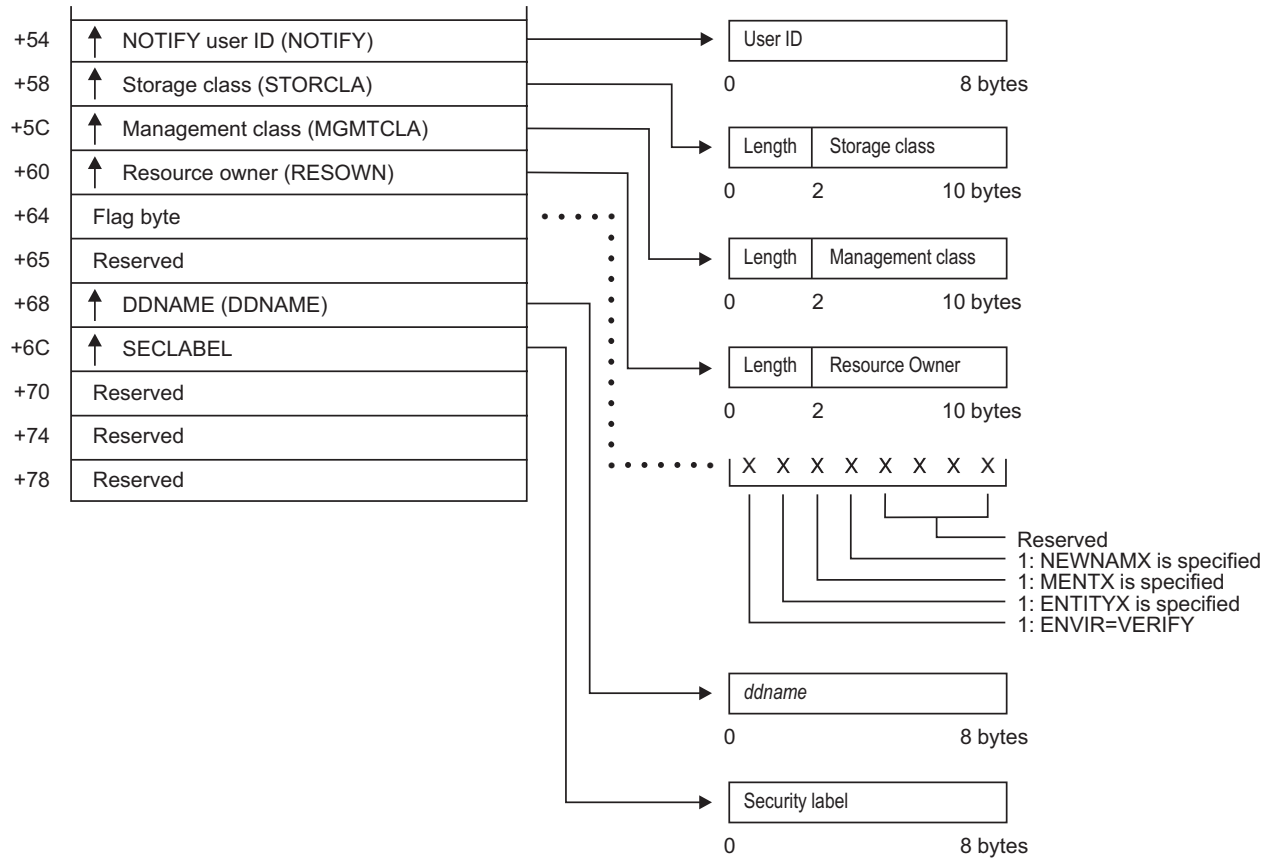 +54 NOTIFY user ID (NOTIFY)
+58 Storage class (STORCLA)
+5C Management class (MGMTCLA)
+60 Resource owner (RESOWN)
+64 Flag byte
+65 Reserved
+68 DDNAME (DDNAME)
+6C SECLABEL
+70 Reserved
+74 Reserved
+78 Reserved
User ID
0 8 bytes
Length Storage class
0 2 10 bytes
Length Management class
0 2 10 bytes
Length Resource Owner
0 2 10 bytes
X X X X X X X X
Reserved
1: NEWNAMX is specified
1: MENTX is specified
1: ENTITYX is specified
1: ENVIR=VERIFY
ddname
0 8 bytes
Security label
0 8 bytes